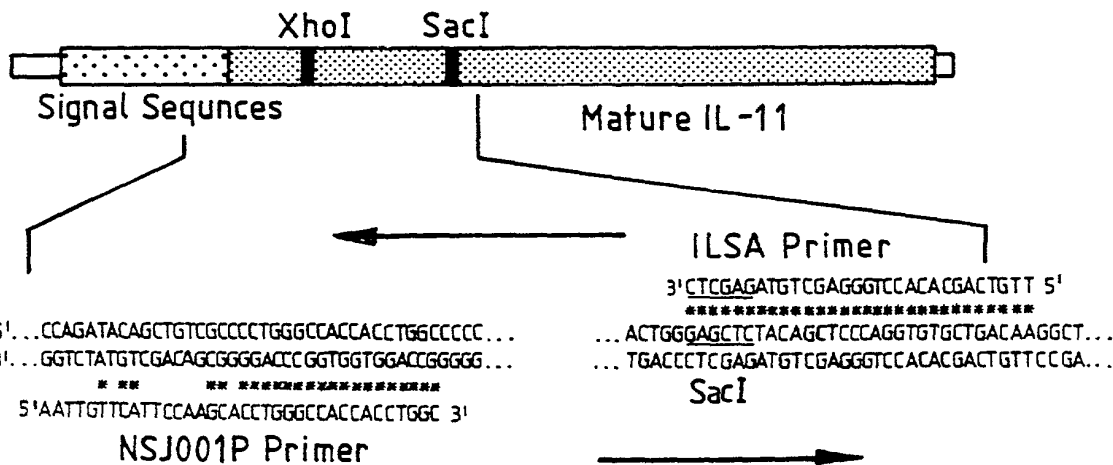 XhoI SacI
Signal Sequnces
Mature IL-11
ILSA Primer
3'CTCGAGATGTCGAGGGTCCACACGACTGTT 5'
*******************************
5'...CCAGATACAGCTGTCGCCCCTGGGCCACCACCTGGCCCCC... ...ACTGGGAGCTCTACAGCTCCCAGGTGTGCTGACAAGGCT...
3'...GGTCTATGTCGACAGCGGGGACCCGGTGGTGGACCGGGGG... ...TGACCCTCGAGATGTCGAGGGTCCACACGACTGTTCCGA...
* ** ** ******************
SacI
5'AATTGTTCATTCCAAGCACCTGGGCCACCACCTGGC 3'
NSJ001P Primer